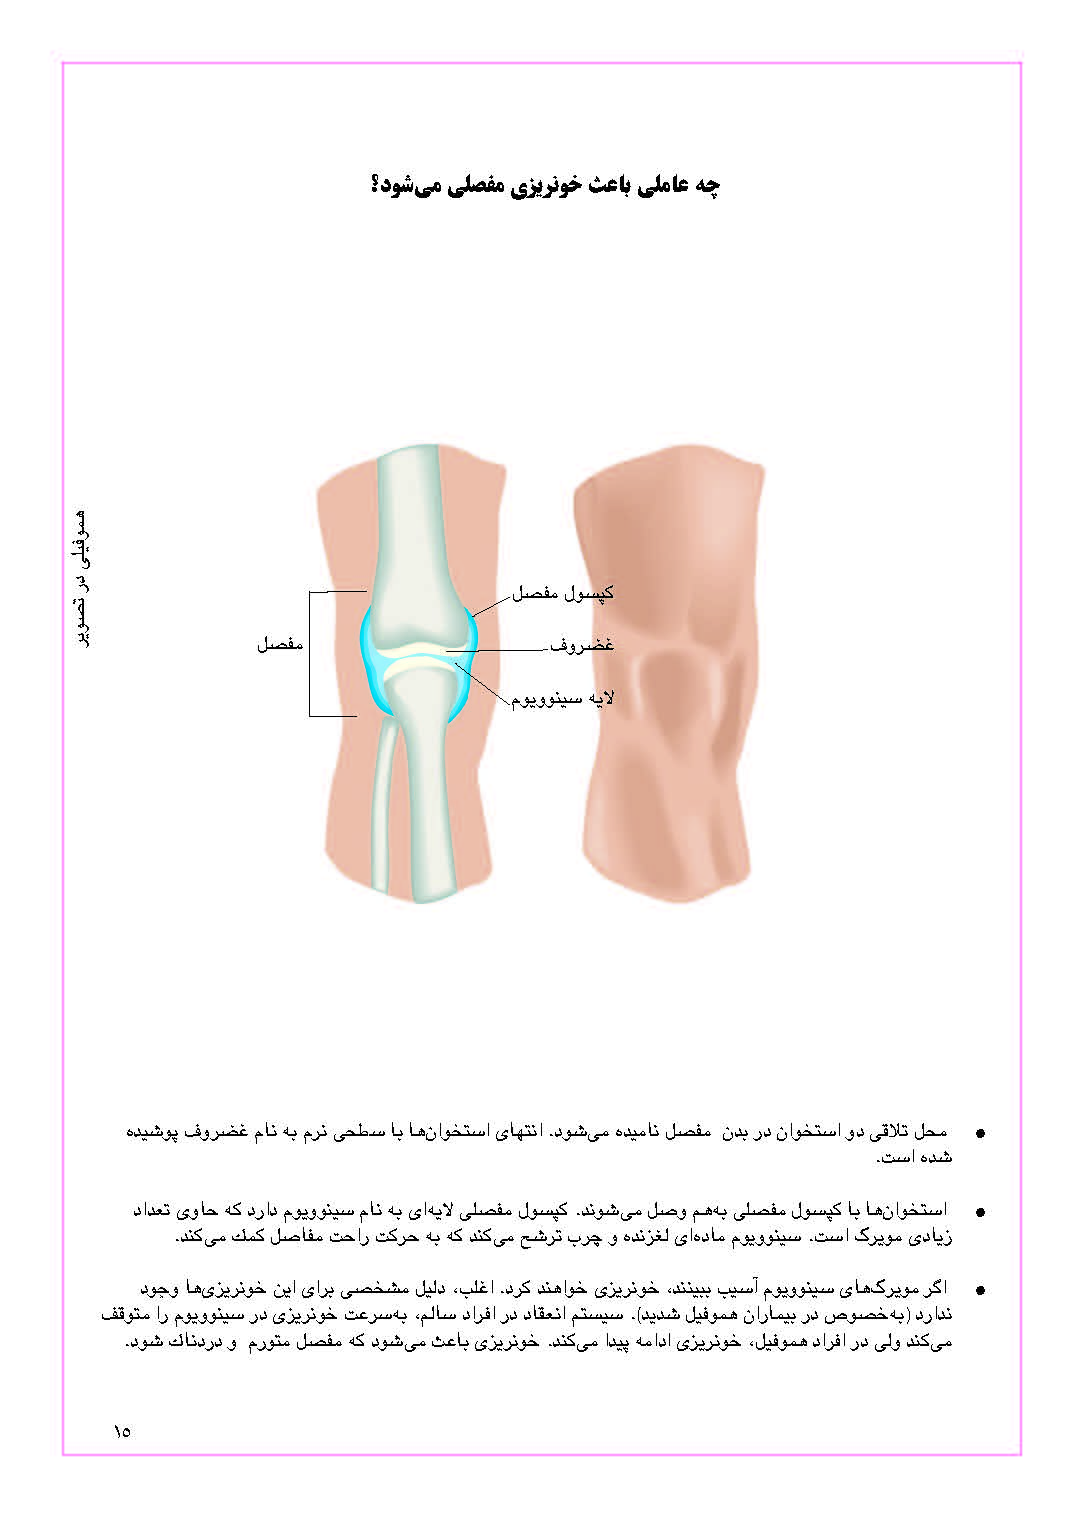 چه عاملی باعث خونریزی مفصلی می‌شود؟
هموفیلی در تصویر
کپسول مفصل
غضروف
مفصل
لایه سینوویوم
● محل تلاقی دو استخوان در بدن مفصل نامیده می‌شود. انتهای استخوان‌ها با سطحی نرم به نام غضروف پوشیده
شده است.
● استخوان‌ها با کپسول مفصلی به‌هم وصل می‌شوند. کپسول مفصلی لایه‌ای به نام سینوویوم دارد که حاوی تعداد
زیادی مویرگ است. سینوویوم ماده‌ای لغزنده و چرب ترشح می‌کند که به حرکت راحت مفاصل کمك می‌کند.
● اگر مویرگ‌های سینوویوم آسیب ببینند، خونریزی خواهند کرد. اغلب، دلیل مشخصی برای این خونریزی‌ها وجود
ندارد (به‌خصوص در بیماران هموفیل شدید). سیستم انعقاد در افراد سالم، به‌سرعت خونریزی در سینوویوم را متوقف
می‌کند ولی در افراد هموفیل، خونریزی ادامه پیدا می‌کند. خونریزی باعث می‌شود که مفصل متورم و دردناك شود.
۱۵